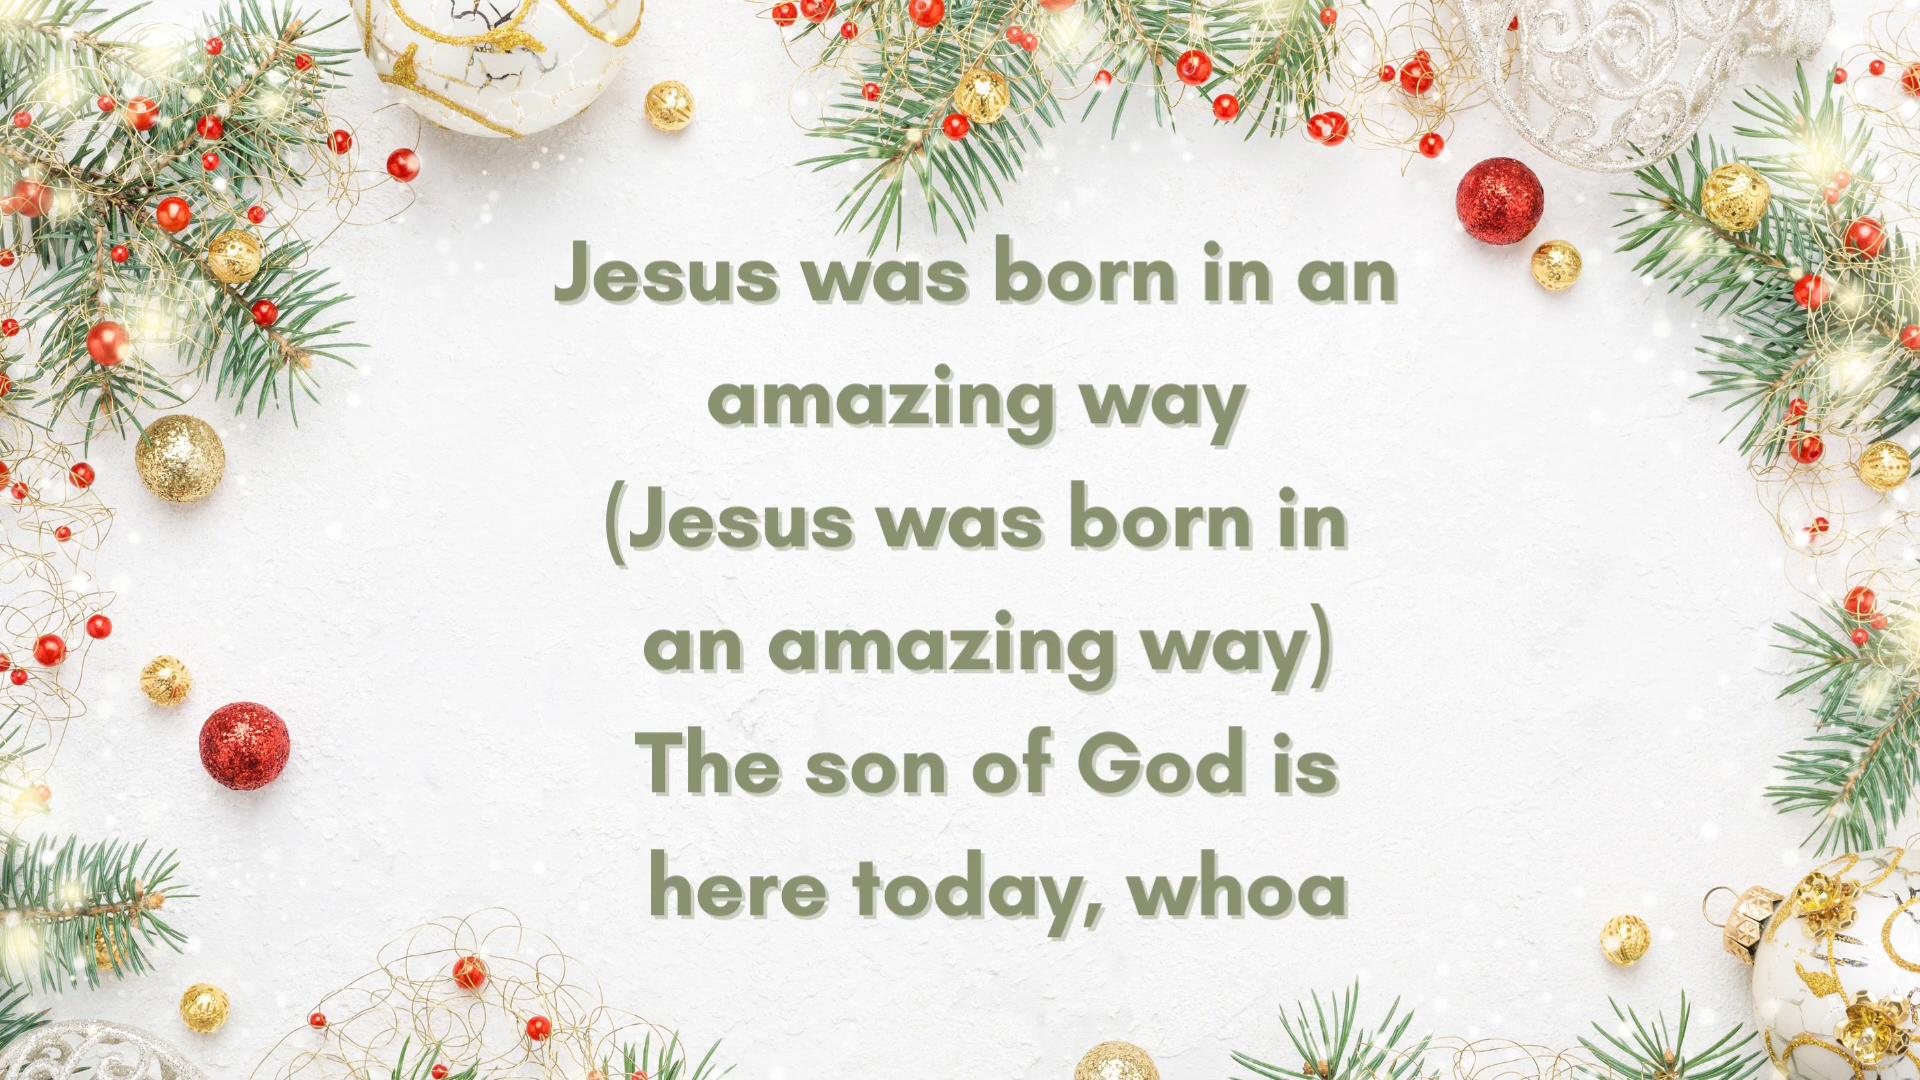 Jesus was born in an
amazing way
(Jesus was born in
an amazing way)
The son of God is
here today, whoa